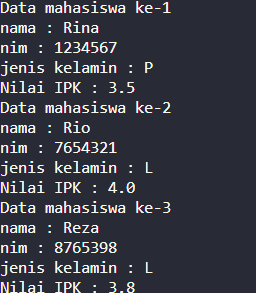 Data mahasiswa ke-1
nama : Rina
nim : 1234567
jenis kelamin : P
Nilai IPK : 3.5
Data mahasiswa ke-2
nama : Rio
nim : 7654321
jenis kelamin : L
Nilai IPK : 4.0
Data mahasiswa ke-3
nama : Reza
nim : 8765398
jenis kelamin : L
Nilai IPK : 3.8